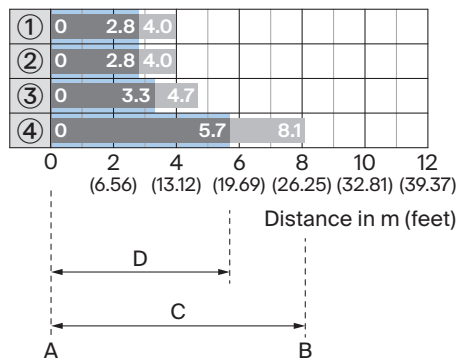 ① 0 2.8 4.0
② 0 2.8 4.0
③ 0 3.3 4.7
④ 0 5.7 8.1
0 2 4 6 8 10 12
(6.56) (13.12) (19.69) (26.25) (32.81) (39.37)
Distance in m (feet)
D
C
A B